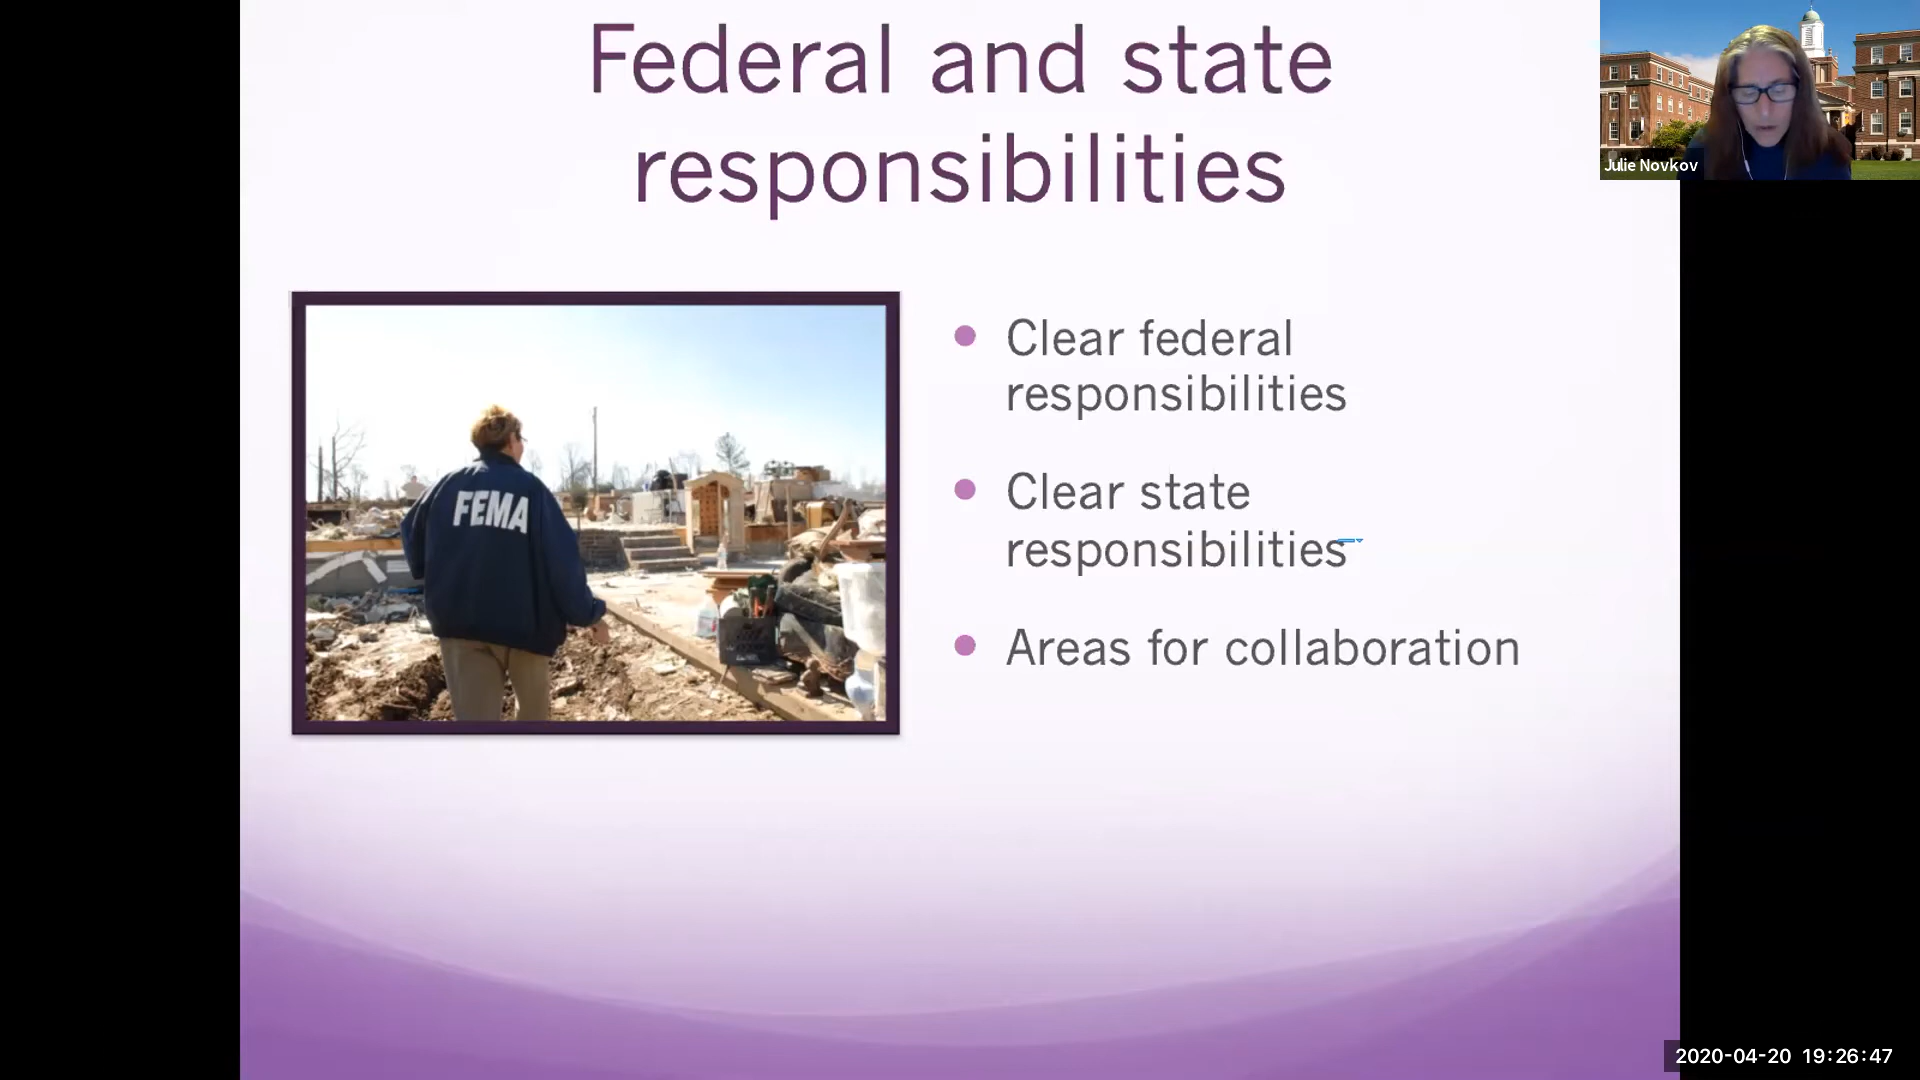 Federal and state
responsibilities
Julie Novkov
FEMA
Clear federal
responsibilities
Clear state
responsibilities
Areas for collaboration
2020-04-20 19:26:47